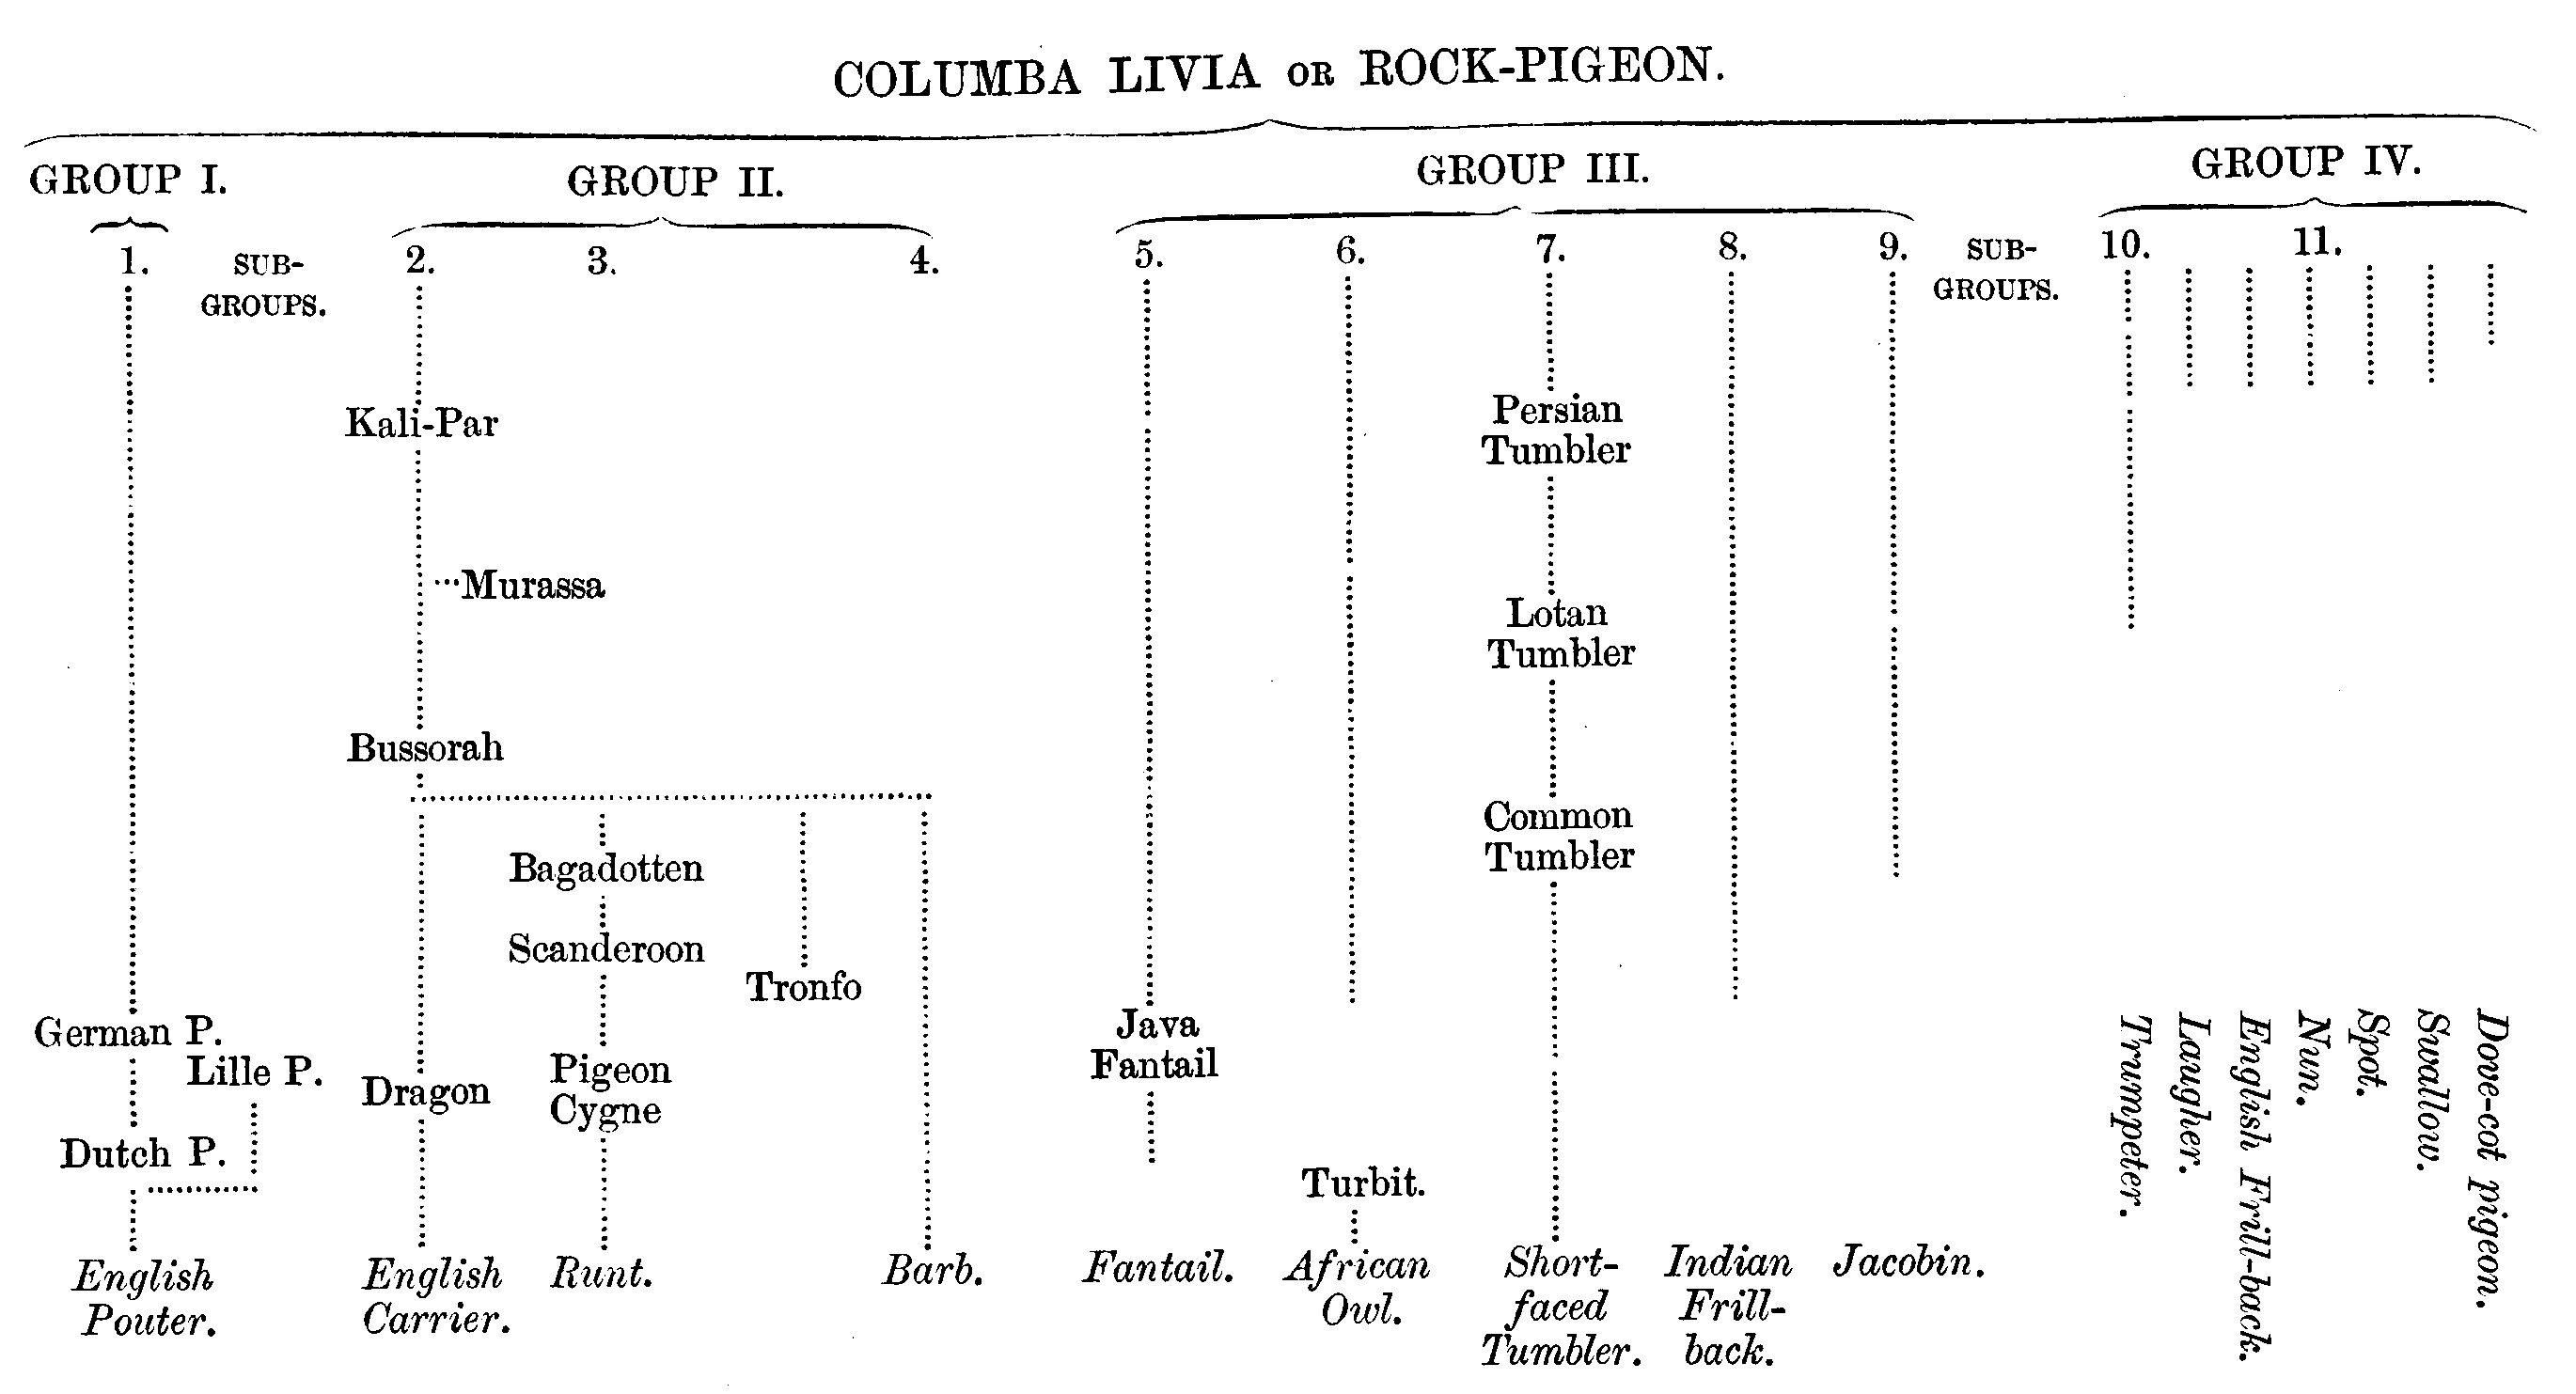 COLUMBA LIVIA OR ROCK-PIGEON.
GROUP I. GROUP II. GROUP III. GROUP IV.
1. SUB- 2. 3. 4. 5. 6. 7. 8. 9. SUB- 10. 11.
GROUPS. GROUPS.
Kali-Par
Persian
Tumbler
Murassa
Lotan
Tumbler
Bussorah
Common
Tumbler
Bagadotten
Scanderoon
Tronfo
German P.
Lille P.
Dutch P.
Dragon
Pigeon
Cygne
Java
Fantail
Turbit.
English
Pouter.
English
Carrier.
Runt.
Barb.
Fantail.
African
Owl.
Short-
faced
Tumbler.
Indian
Frill-
back.
Jacobin.
Trumpeter.
Laugher.
English Frill-back.
Nun.
Spot.
Swallow.
Dove-cot pigeon.